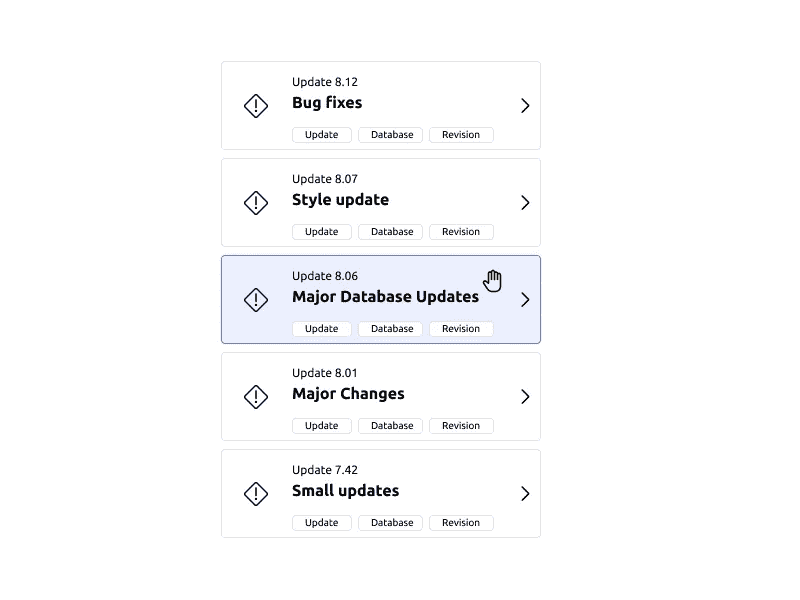 Update 8.12
Bug fixes
Update Database Revision
Update 8.07
Style update
Update Database Revision
Update 8.06
Major Database Updates
Update Database Revision
Update 8.01
Major Changes
Update Database Revision
Update 7.42
Small updates
Update Database Revision